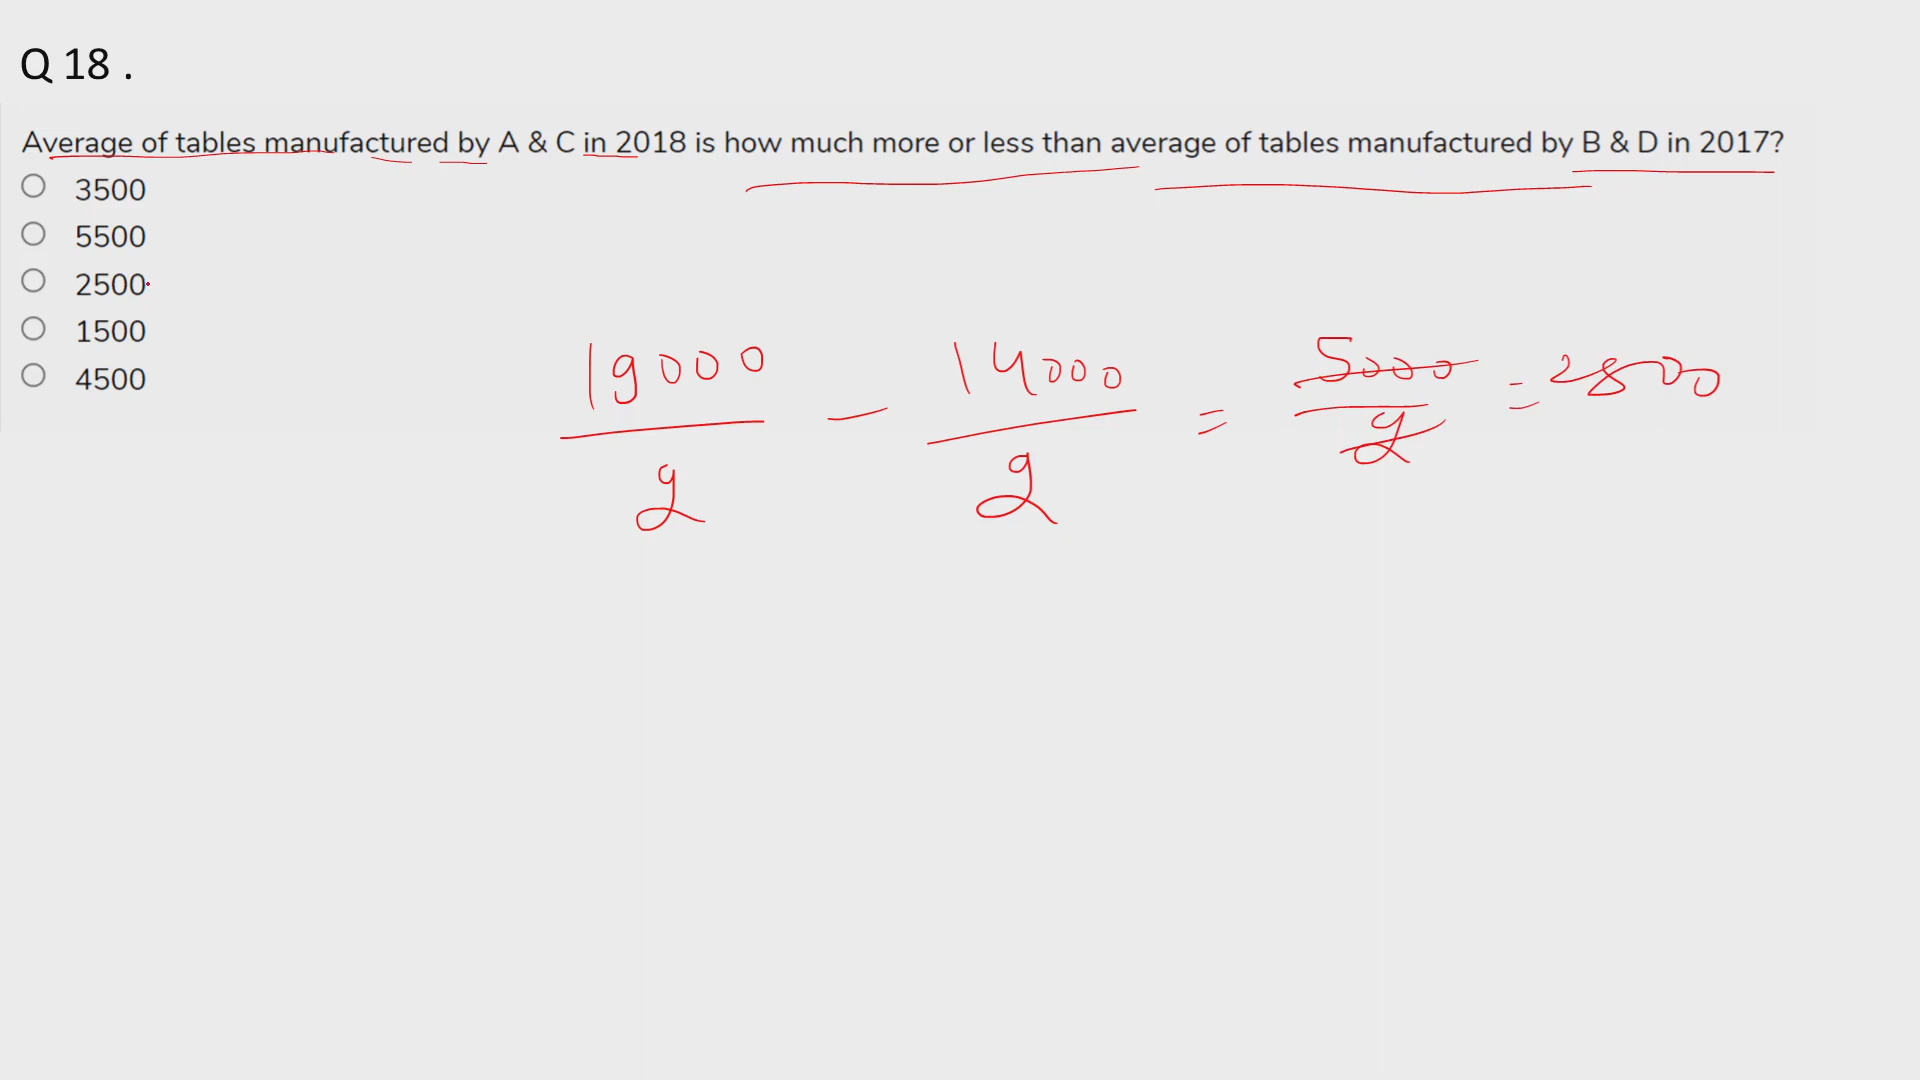 Q 18 .
Average of tables manufactured by A & C in 2018 is how much more or less than average of tables manufactured by B & D in 2017?
3500
5500
2500
1500
4500
19000/2 - 14000/2 = 5000/2 = 2500